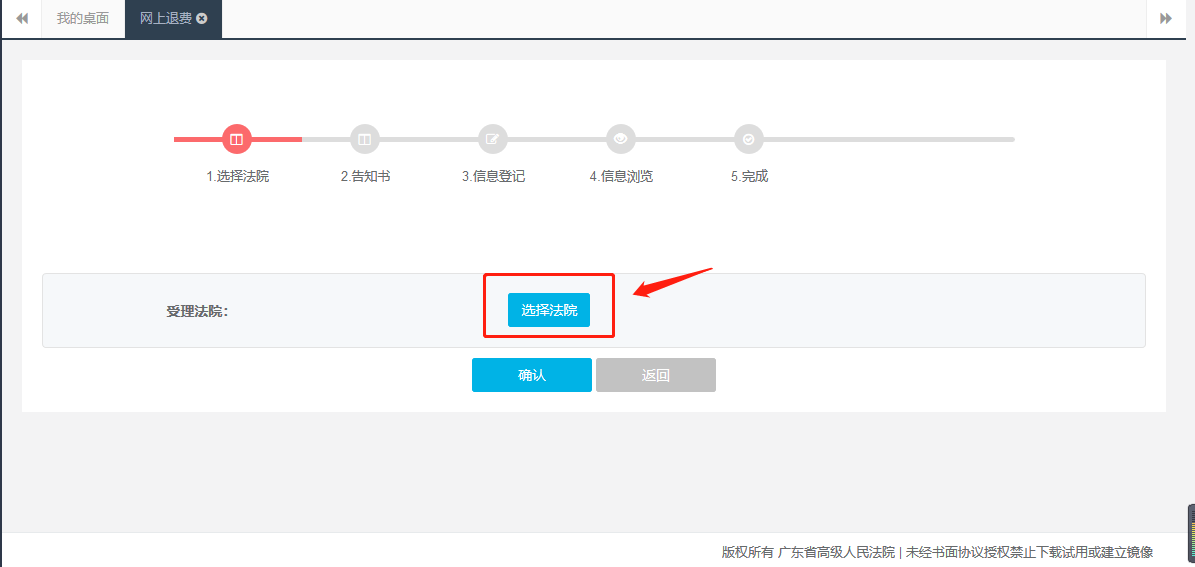 我的桌面 网上退费
1.选择法院 2.告知书 3.信息登记 4.信息浏览 5.完成
受理法院： 选择法院
确认 返回
版权所有 广东省高级人民法院 | 未经书面协议授权禁止下载试用或建立镜像